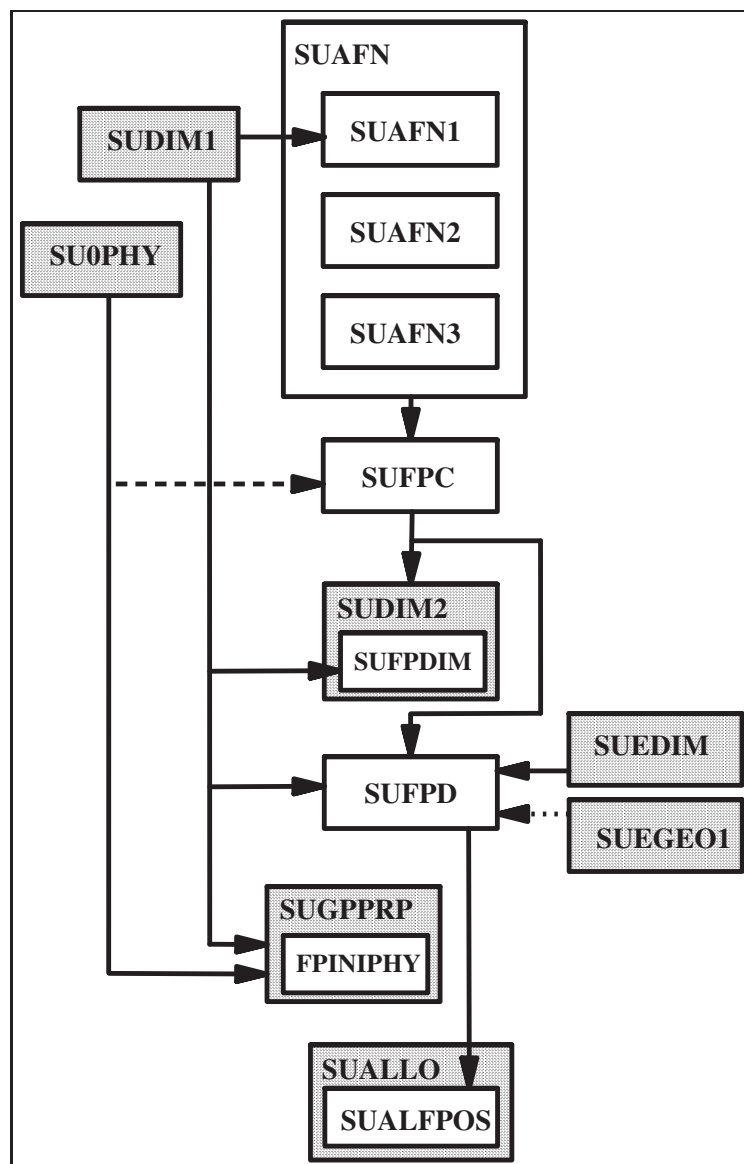 SUAFN
SUDIM1
SUAFN1
SUAFN2
SU0PHY
SUAFN3
SUFPC
SUDIM2
SUFPDIM
SUEDIM
SUFPD
SUEGEO1
SUGPPRP
FPINIPHY
SUALLO
SUALFPOS